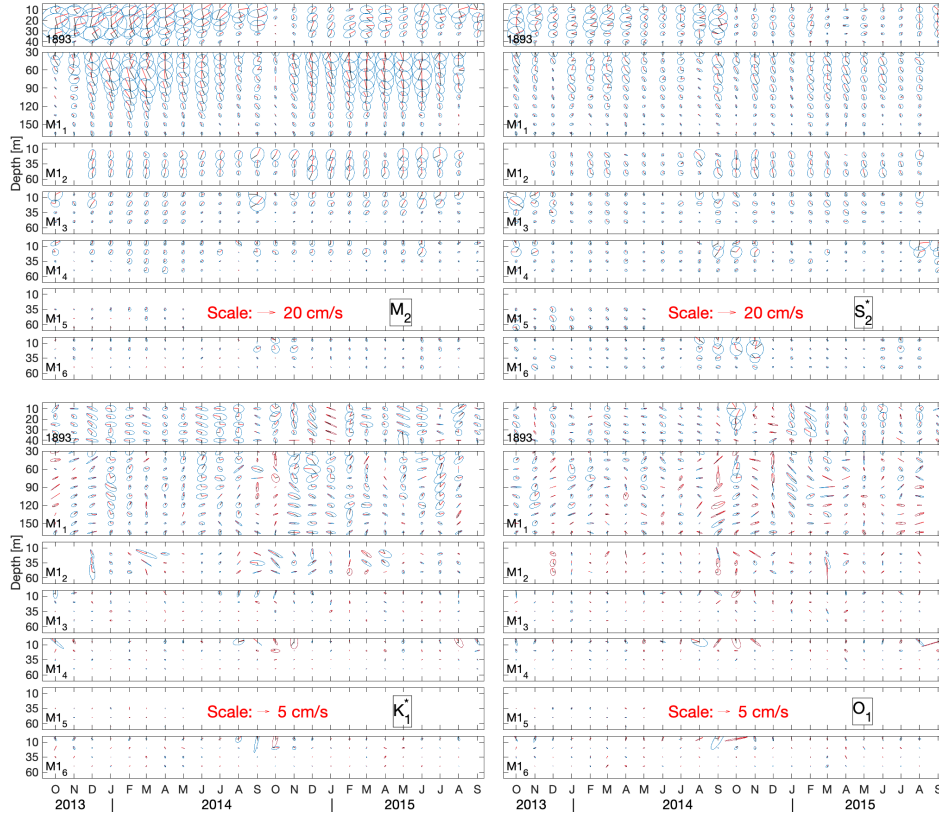 10
20
30
40
1893
30
60
90
120
150
M1₁
10
35
60
M1₂
10
35
60
M1₃
10
35
60
M1₄
10
35
60
M1₅
10
35
60
M1₆
Depth [m]
Scale: → 20 cm/s
M₂
1893
M1₁
M1₂
M1₃
M1₄
M1₅
M1₆
Scale: → 20 cm/s
S₂*
10
20
30
40
1893
30
60
90
120
150
M1₁
10
35
60
M1₂
10
35
60
M1₃
10
35
60
M1₄
10
35
60
M1₅
10
35
60
M1₆
Depth [m]
Scale: → 5 cm/s
K₁*
O N D J F M A M J J A S O N D J F M A M J J A S
2013 | 2014 | 2015
1893
M1₁
M1₂
M1₃
M1₄
M1₅
M1₆
Scale: → 5 cm/s
O₁
O N D J F M A M J J A S O N D J F M A M J J A S
2013 | 2014 | 2015